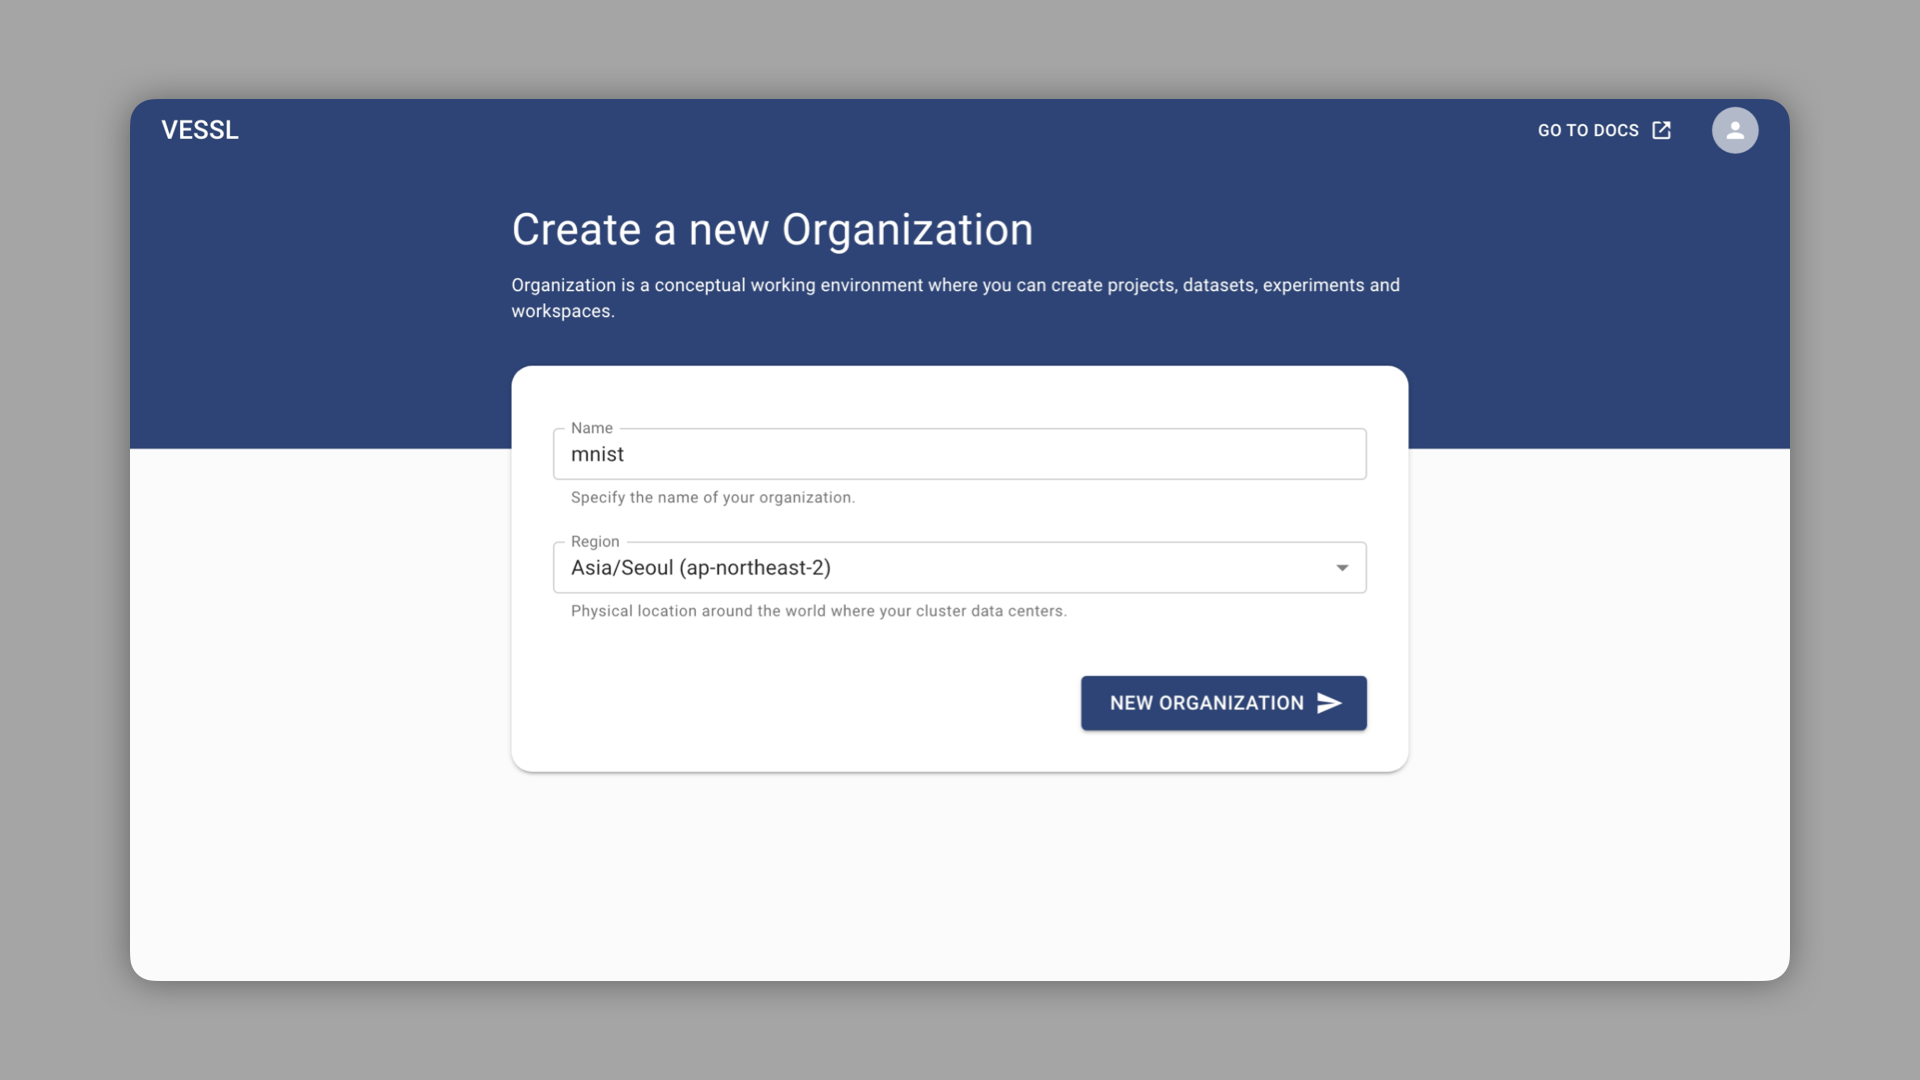 VESSL
GO TO DOCS
Create a new Organization
Organization is a conceptual working environment where you can create projects, datasets, experiments and
workspaces.
Name
mnist
Specify the name of your organization.
Region
Asia/Seoul (ap-northeast-2)
Physical location around the world where your cluster data centers.
NEW ORGANIZATION